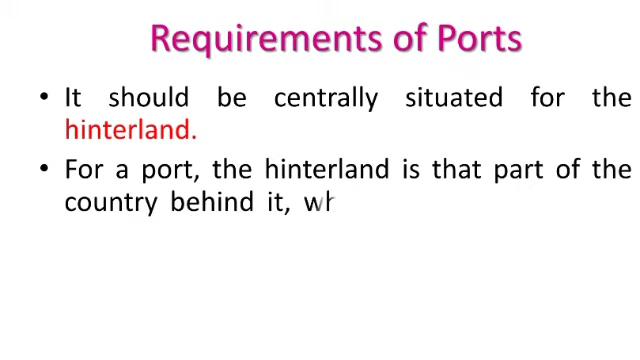 Requirements of Ports
• It should be centrally situated for the
hinterland.
• For a port, the hinterland is that part of the
country behind it,